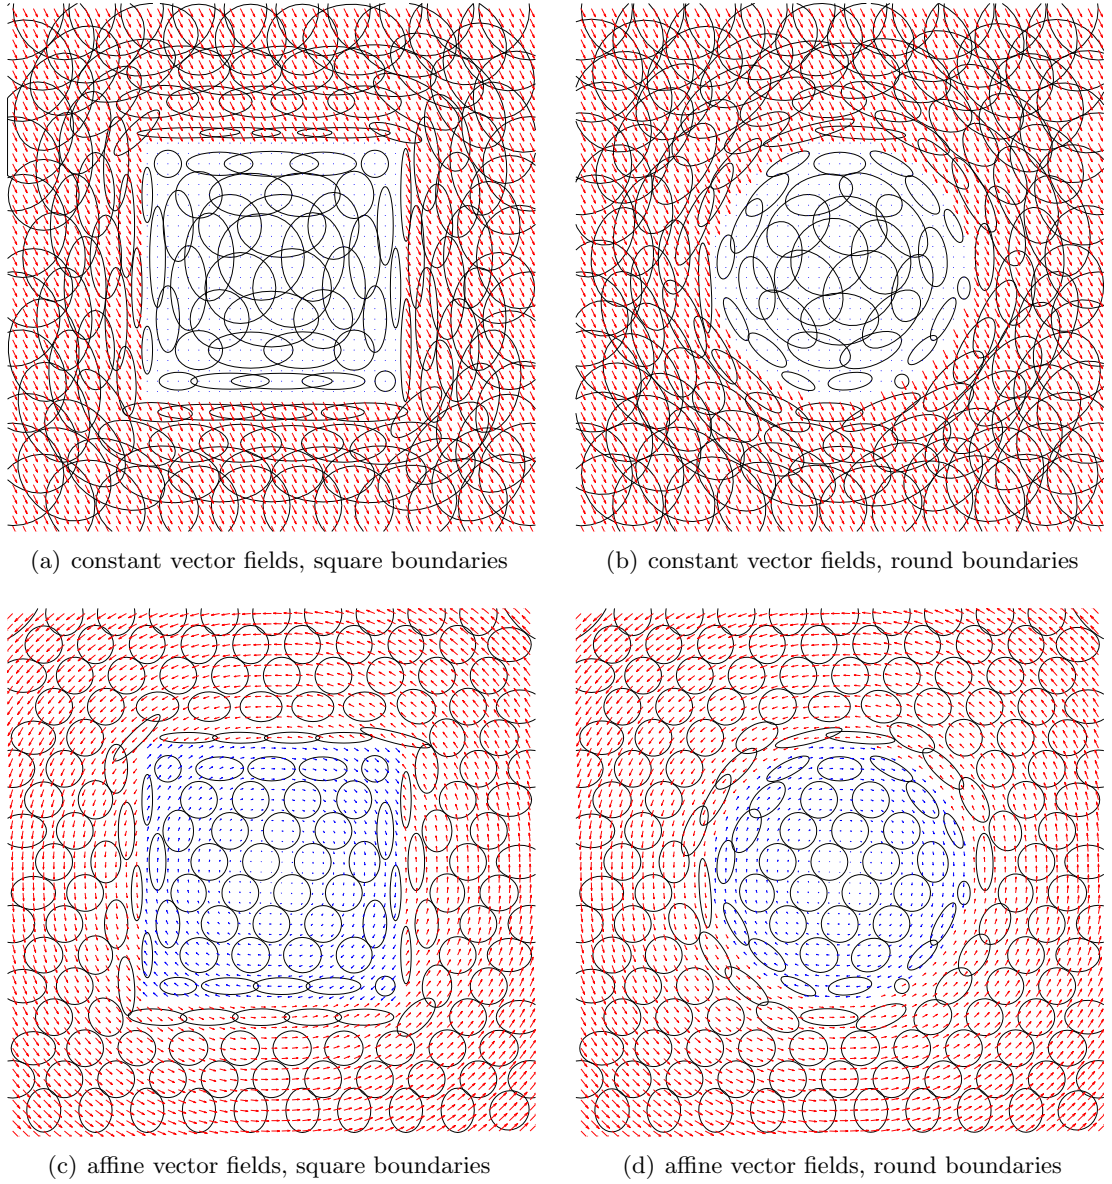 (a) constant vector fields, square boundaries
(b) constant vector fields, round boundaries
(c) affine vector fields, square boundaries
(d) affine vector fields, round boundaries